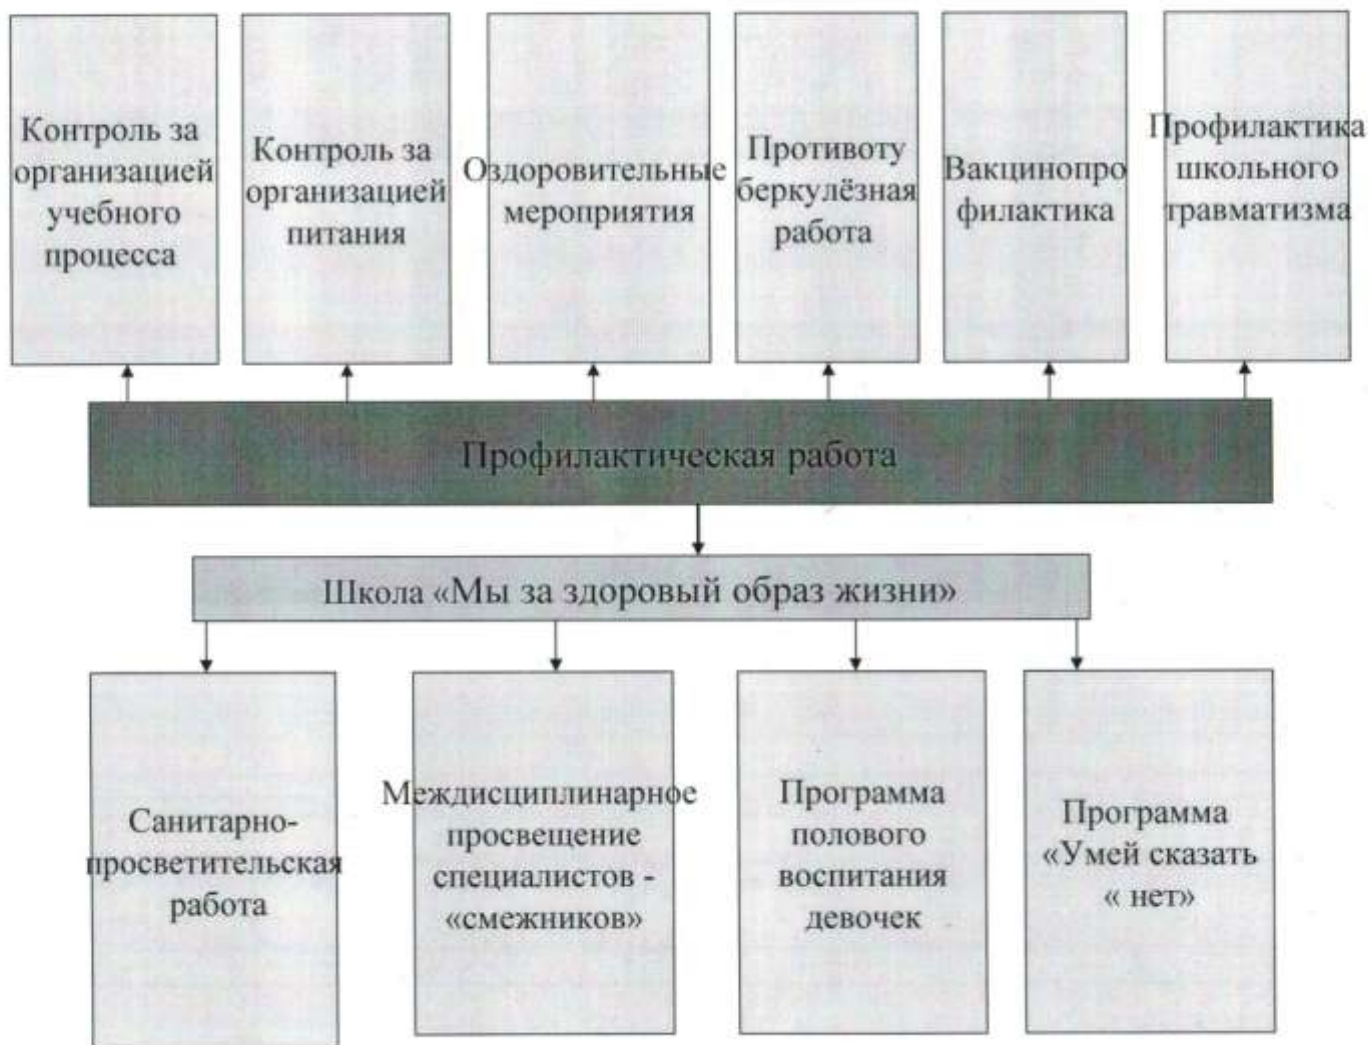 Контроль за
организацией
учебного
процесса
Контроль за
организацией
питания
Оздоровительные
мероприятия
Противоту
беркулёзная
работа
Вакцинопро
филактика
Профилактика
школьного
травматизма
Профилактическая работа
Школа «Мы за здоровый образ жизни»
Санитарно-
просветительская
работа
Междисциплинарное
просвещение
специалистов -
«смежников»
Программа
полового
воспитания
девочек
Программа
«Умей сказать
« нет»